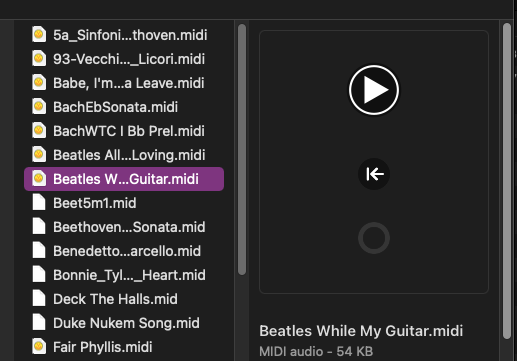 5a_Sinfoni...thoven.midi
93-Vecchi..._Licori.midi
Babe, I'm...a Leave.midi
BachEbSonata.midi
BachWTC I Bb Prel.midi
Beatles All...Loving.midi
Beatles W...Guitar.midi
Beet5m1.mid
Beethoven...Sonata.mid
Benedetto...arcello.mid
Bonnie_Tyl..._Heart.mid
Deck The Halls.mid
Duke Nukem Song.mid
Fair Phyllis.midi
Beatles While My Guitar.midi
MIDI audio - 54 KB